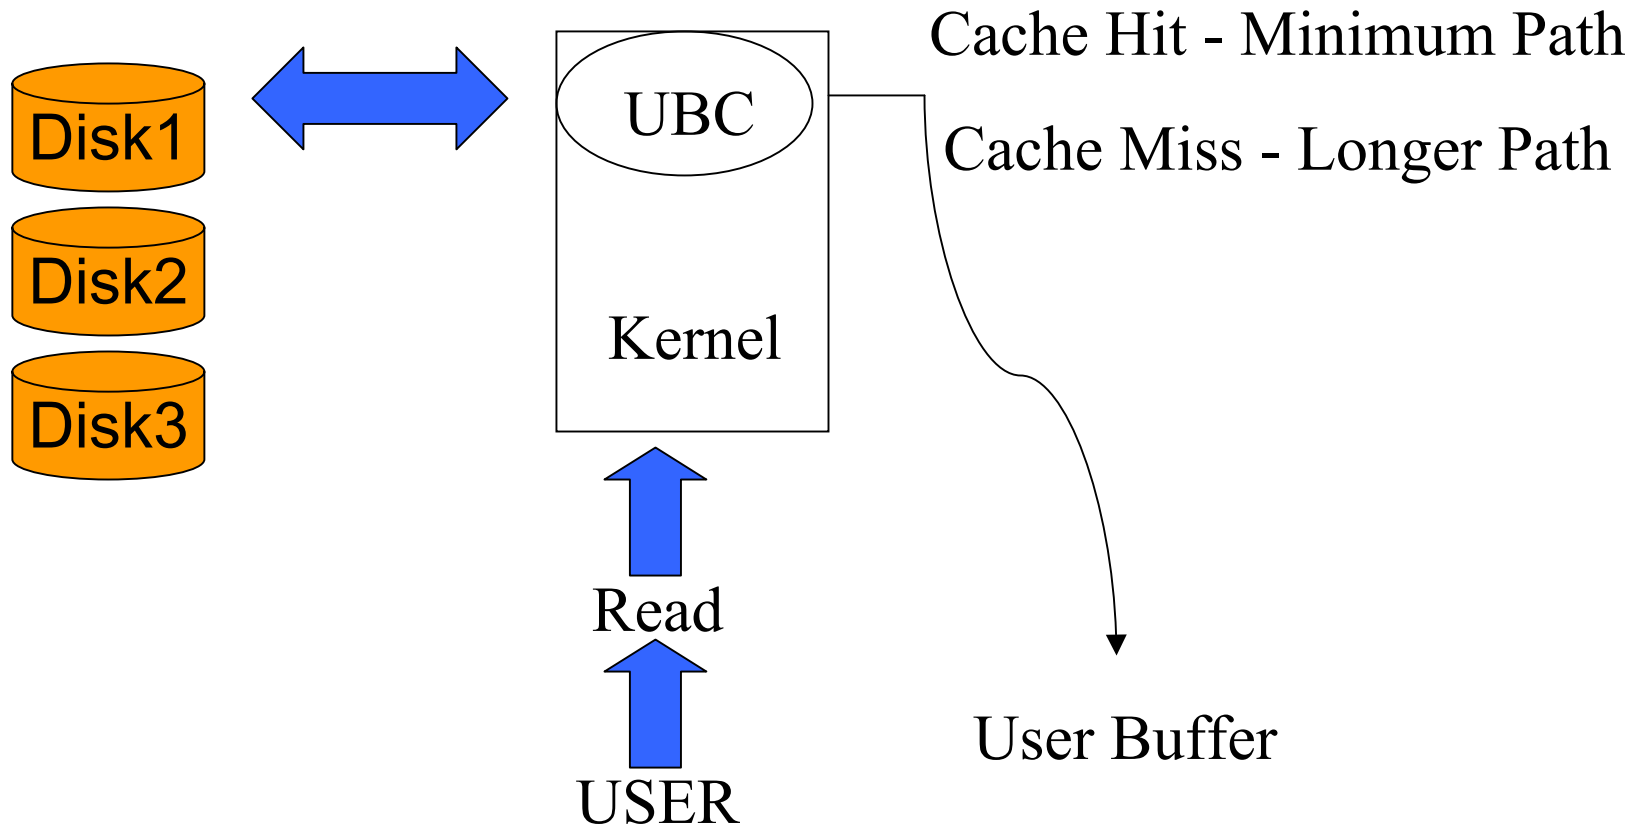 Cache Hit - Minimum Path
Disk1
UBC
Cache Miss - Longer Path
Disk2
Kernel
Disk3
Read
User Buffer
USER